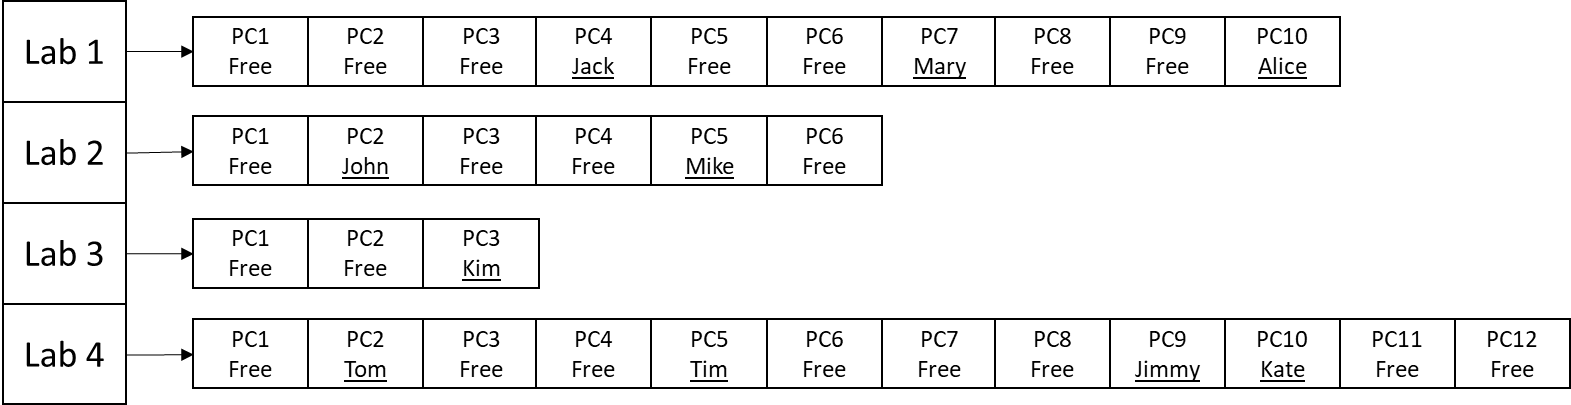 Lab 1
PC1 PC2 PC3 PC4 PC5 PC6 PC7 PC8 PC9 PC10
Free Free Free Jack Free Free Mary Free Free Alice
Lab 2
PC1 PC2 PC3 PC4 PC5 PC6
Free John Free Free Mike Free
Lab 3
PC1 PC2 PC3
Free Free Kim
Lab 4
PC1 PC2 PC3 PC4 PC5 PC6 PC7 PC8 PC9 PC10 PC11 PC12
Free Tom Free Free Tim Free Free Free Jimmy Kate Free Free